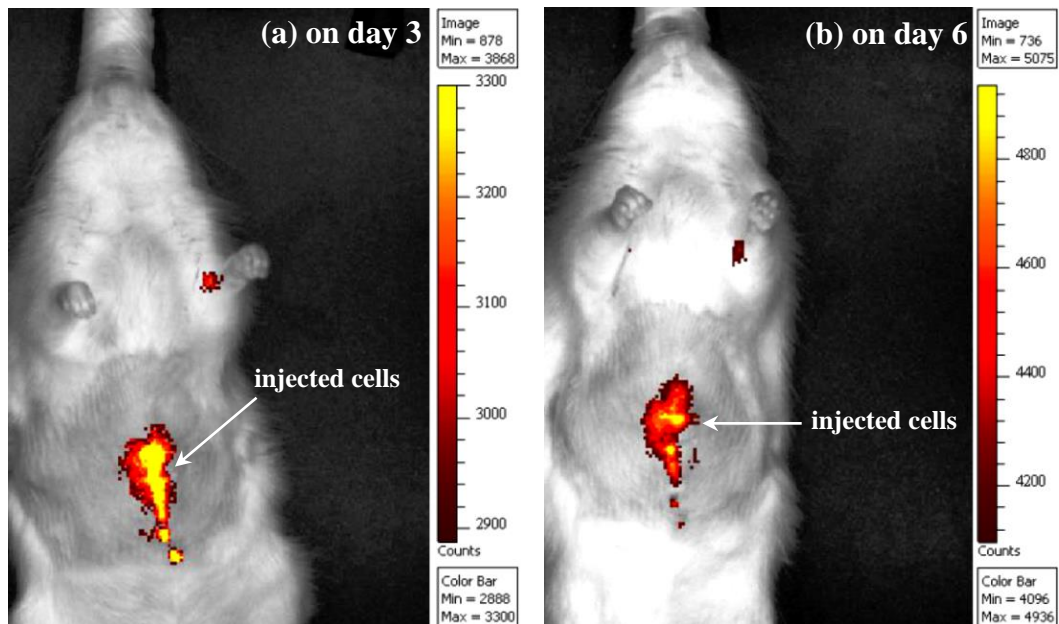 (a) on day 3
Image
Min = 878
Max = 3868
3300
3200
3100
3000
2900
injected cells
Counts
Color Bar
Min = 2888
Max = 3300
(b) on day 6
Image
Min = 736
Max = 5075
4800
4600
4400
4200
injected cells
Counts
Color Bar
Min = 4096
Max = 4936